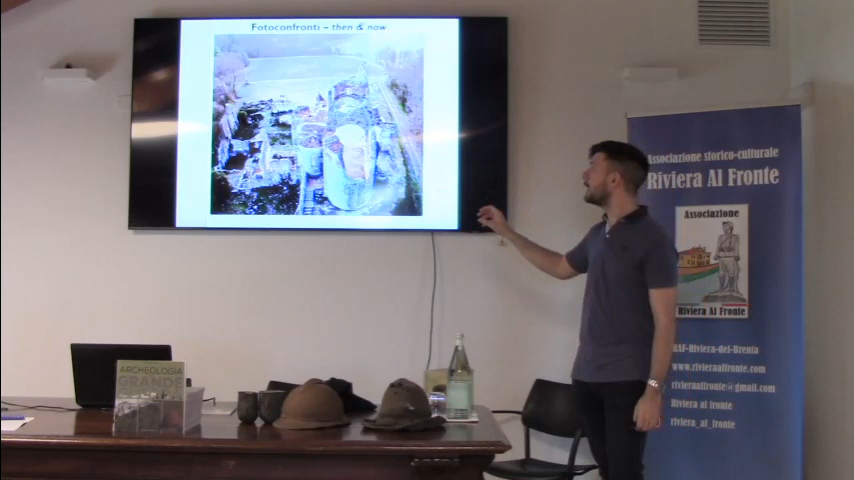 Fotoconfronti – then & now
Associazione storico-culturale
RIVIERA Al FRONTE
Associazione
Riviera Al Fronte
RAF-Riviera-del-Brenta
www.rivieraalfronte.com
rivieraalfronte@gmail.com
Riviera al fronte
riviera_al_fronte
ARCHEOLOGIA
GRANDE